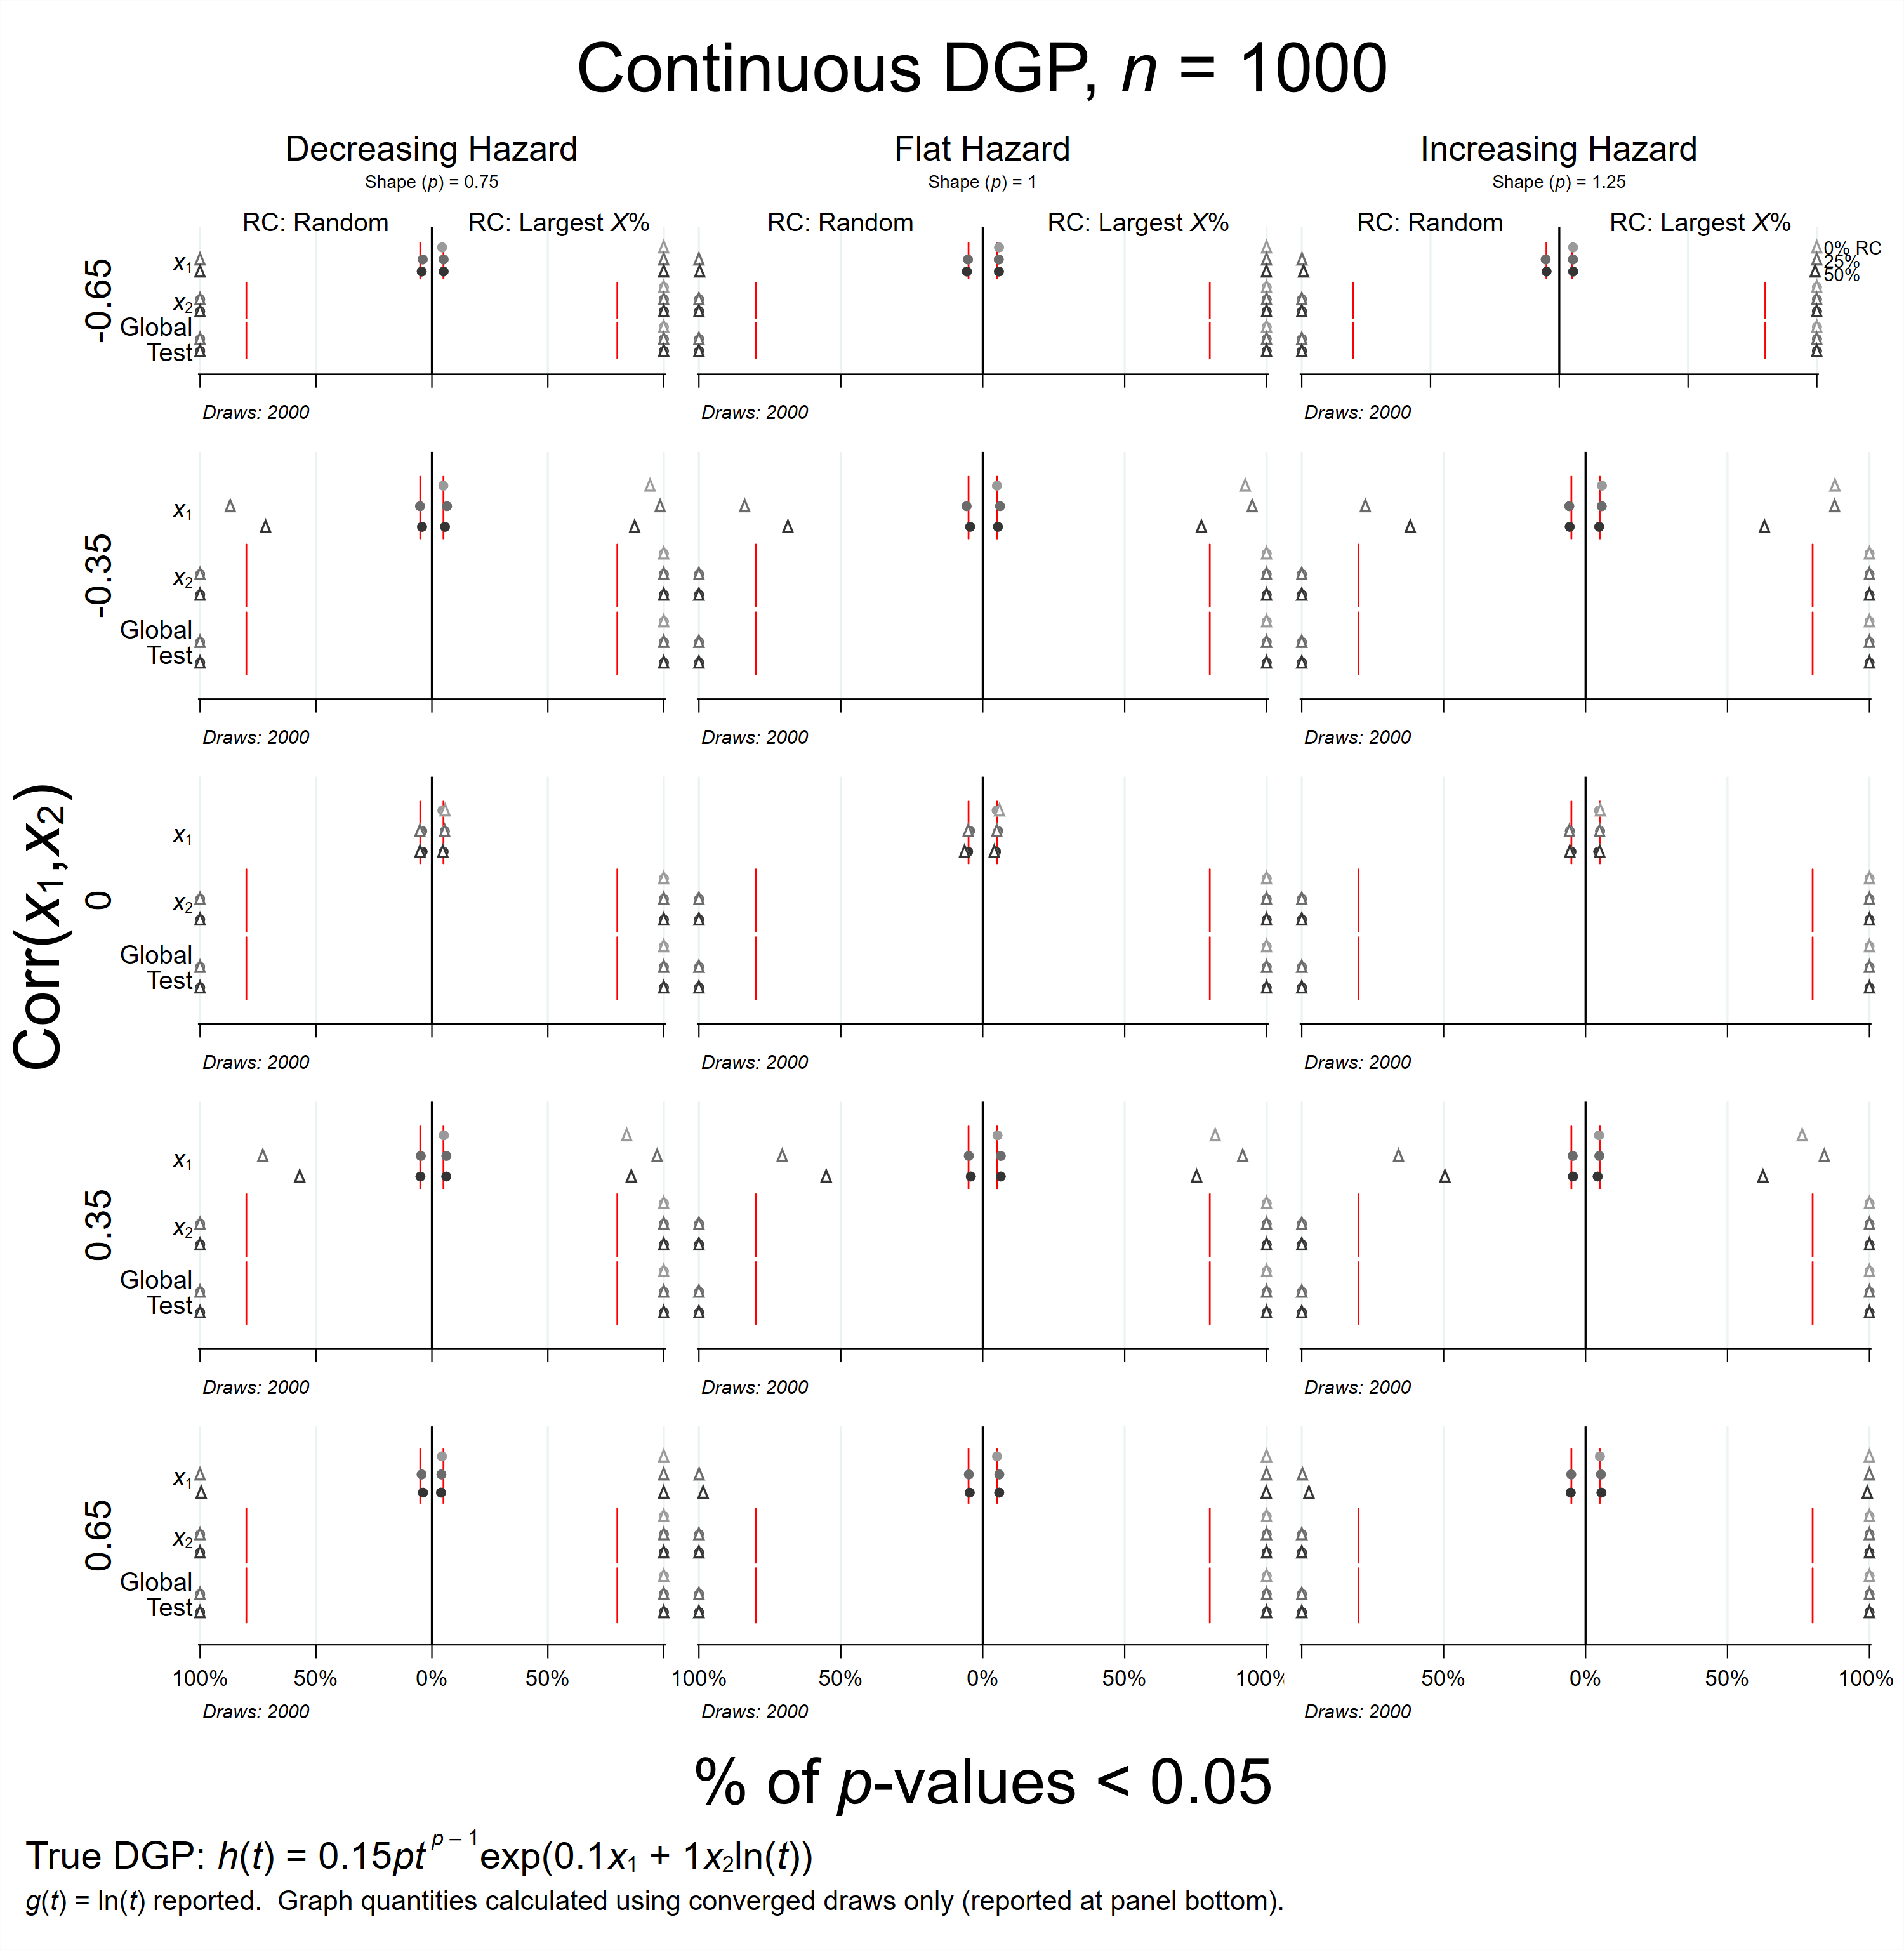 Continuous DGP, n = 1000
Decreasing Hazard
Shape (p) = 0.75
Flat Hazard
Shape (p) = 1
Increasing Hazard
Shape (p) = 1.25
RC: Random
RC: Largest X%
RC: Random
RC: Largest X%
RC: Random
RC: Largest X%
Corr(x1,x2)
-0.65
x1
x2
Global
Test
0% RC
25%
50%
Draws: 2000
Draws: 2000
Draws: 2000
-0.35
x1
x2
Global
Test
Draws: 2000
Draws: 2000
Draws: 2000
0
x1
x2
Global
Test
Draws: 2000
Draws: 2000
Draws: 2000
0.35
x1
x2
Global
Test
Draws: 2000
Draws: 2000
Draws: 2000
0.65
x1
x2
Global
Test
100% 50% 0% 50% 100% 50% 0% 50% 100% 50% 0% 50% 100%
Draws: 2000
Draws: 2000
Draws: 2000
% of p-values < 0.05
True DGP: h(t) = 0.15pt^(p – 1) exp(0.1x1 + 1x2ln(t))
g(t) = ln(t) reported.  Graph quantities calculated using converged draws only (reported at panel bottom).